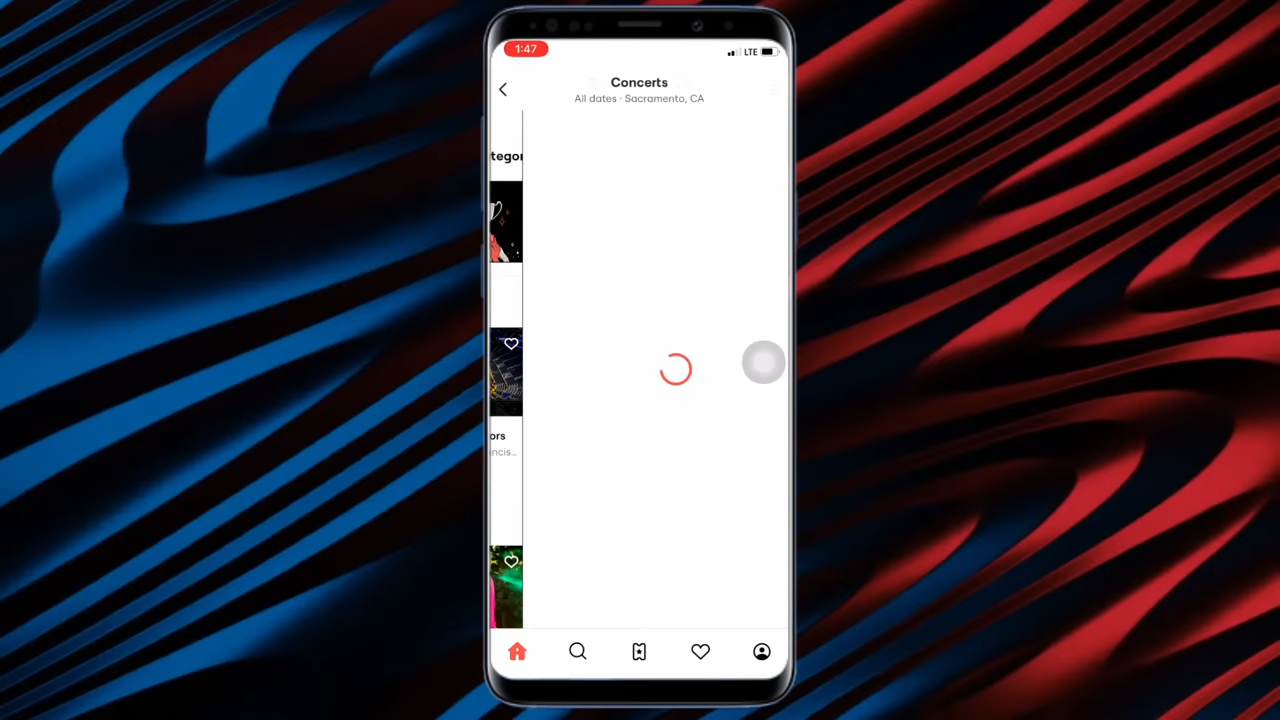 1:47
LTE
Concerts
All dates · Sacramento, CA
tegor
ors
ncis...